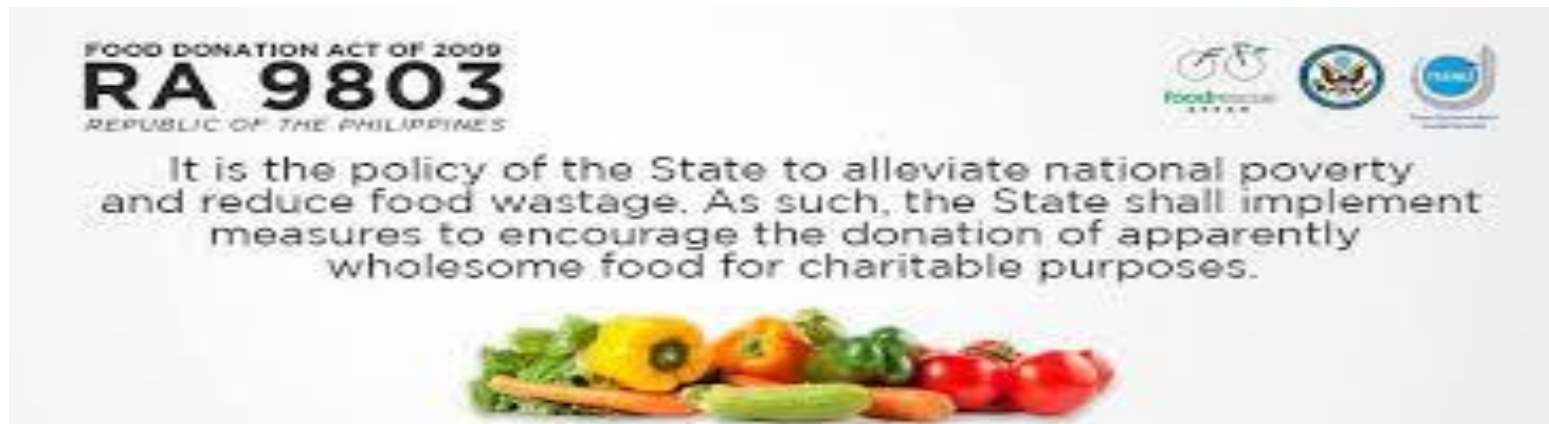 FOOD DONATION ACT OF 2009
RA 9803
REPUBLIC OF THE PHILIPPINES
foodrescue
It is the policy of the State to alleviate national poverty
and reduce food wastage. As such, the State shall implement
measures to encourage the donation of apparently
wholesome food for charitable purposes.